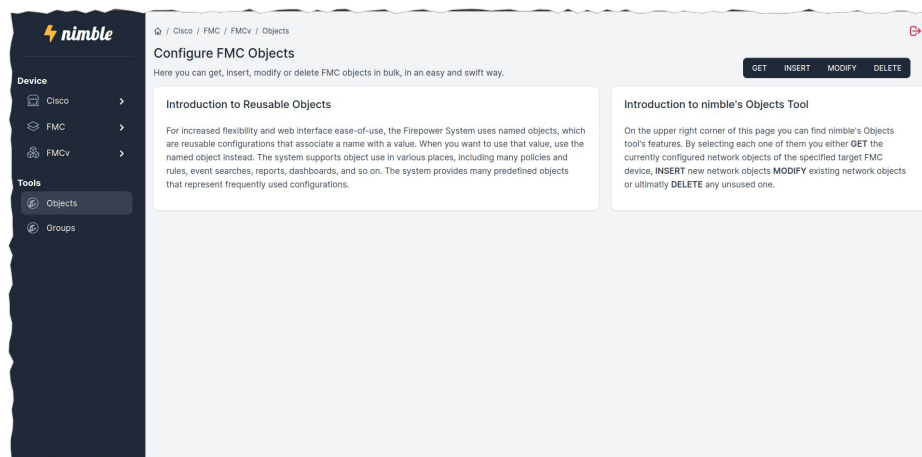 nimble
Device
Cisco
FMC
FMCv
Tools
Objects
Groups
/ Cisco / FMC / FMCv / Objects
Configure FMC Objects
Here you can get, insert, modify or delete FMC objects in bulk, in an easy and swift way.
GET INSERT MODIFY DELETE
Introduction to Reusable Objects
For increased flexibility and web interface ease-of-use, the Firepower System uses named objects, which
are reusable configurations that associate a name with a value. When you want to use that value, use the
named object instead. The system supports object use in various places, including many policies and
rules, event searches, reports, dashboards, and so on. The system provides many predefined objects
that represent frequently used configurations.
Introduction to nimble's Objects Tool
On the upper right corner of this page you can find nimble's Objects
tool's features. By selecting each one of them you either GET the
currently configured network objects of the specified target FMC
device, INSERT new network objects MODIFY existing network objects
or ultimatly DELETE any unsused one.